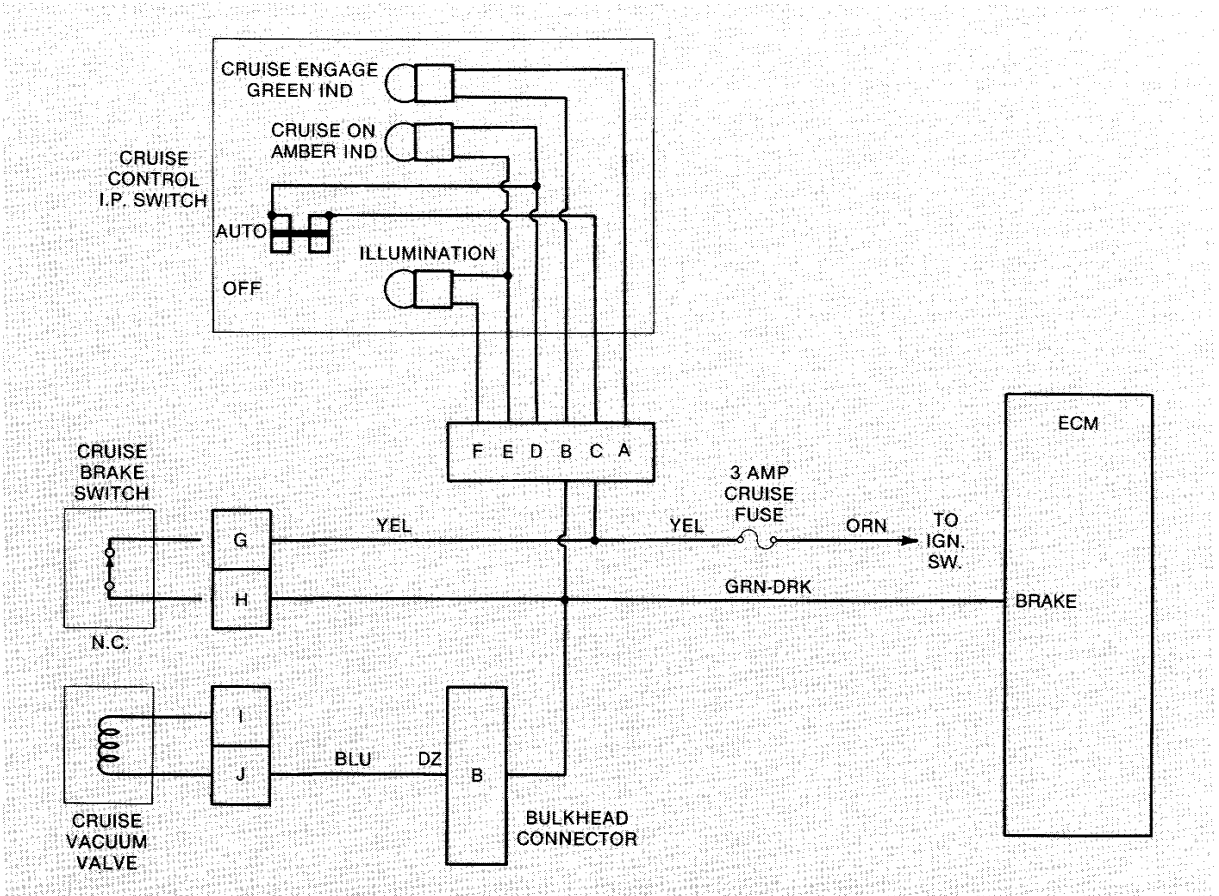 CRUISE ENGAGE
GREEN IND
CRUISE ON
AMBER IND
CRUISE
CONTROL
I.P. SWITCH
AUTO
ILLUMINATION
OFF
F E D B C A
ECM
CRUISE
BRAKE
SWITCH
3 AMP
CRUISE
FUSE
G
YEL
YEL
ORN
TO
IGN.
SW.
H
GRN-DRK
BRAKE
N.C.
I
J
BLU
DZ
B
CRUISE
VACUUM
VALVE
BULKHEAD
CONNECTOR